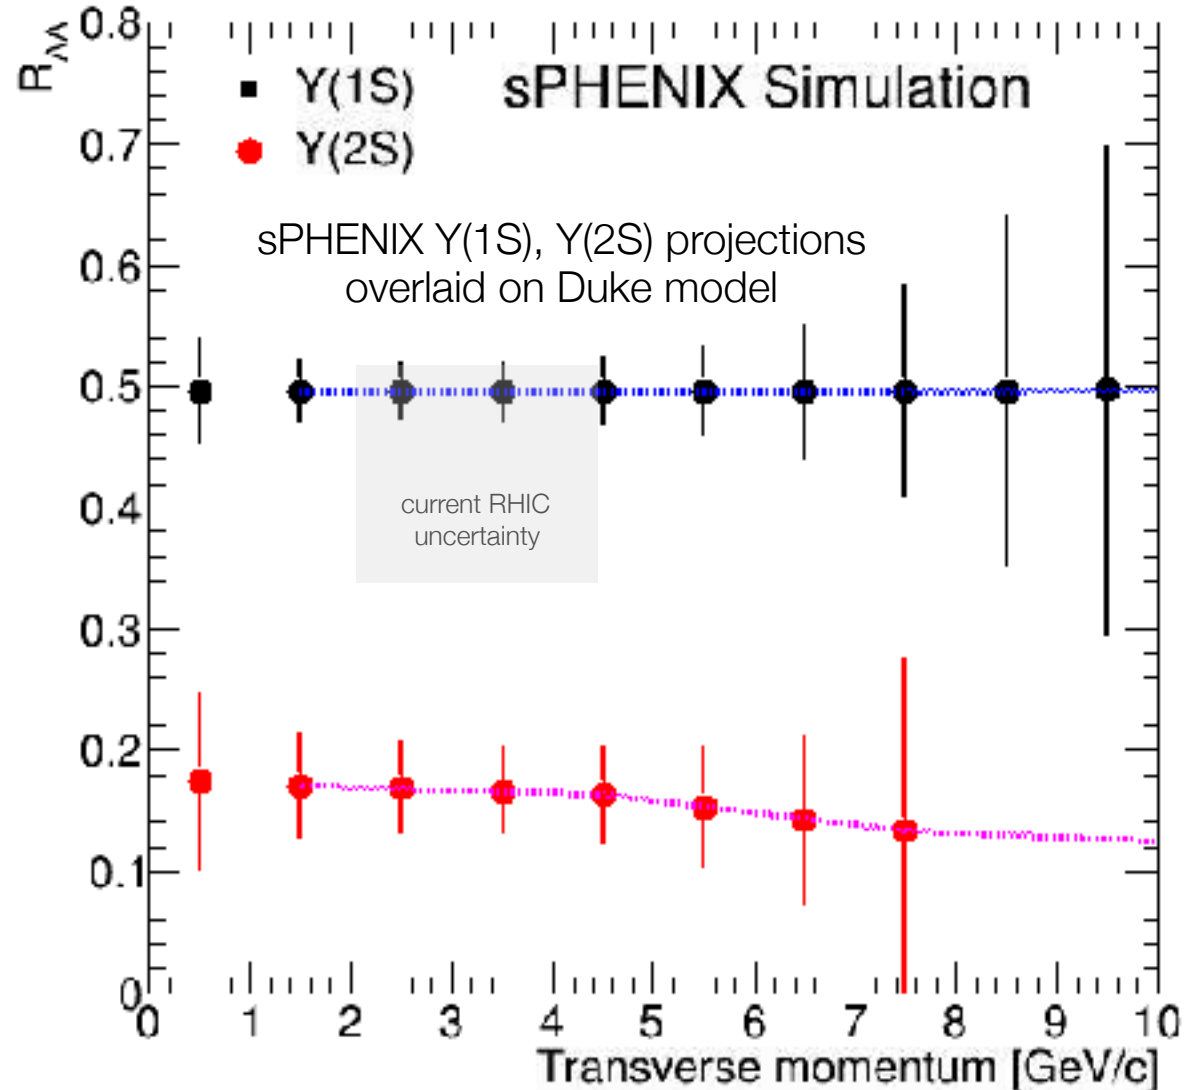 R_AA
0.8
Y(1S)
sPHENIX Simulation
Y(2S)
0.7
sPHENIX Y(1S), Y(2S) projections
overlaid on Duke model
0.6
0.5
current RHIC
uncertainty
0.4
0.3
0.2
0.1
0
0 1 2 3 4 5 6 7 8 9 10
Transverse momentum [GeV/c]